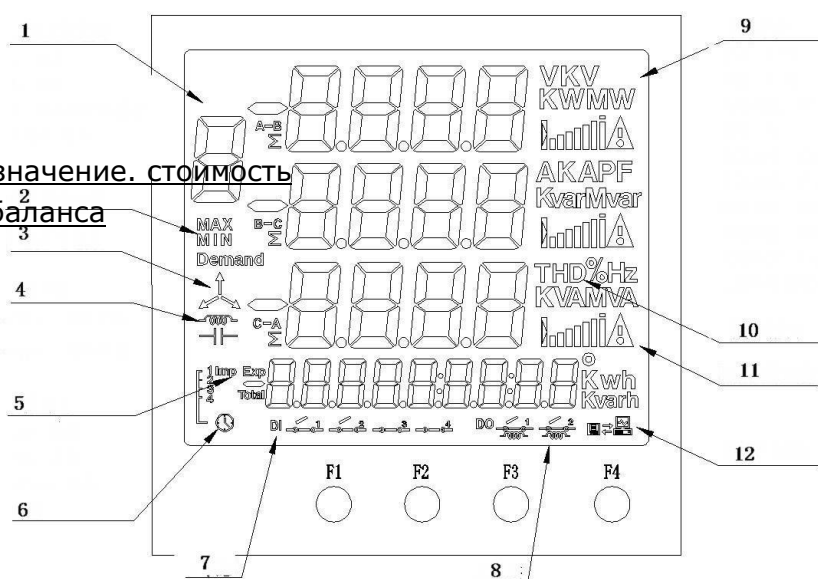 1
9
VKV
KWMW
A-B
Σ
значение. стоимость
2
баланса
AKAPF
KvarMvar
MAX
MIN
B-C
Σ
3
Demand
THD%Hz
KVAMVA
4
C-A
Σ
10
11
1 Imp Exp
Total
°
Kwh
Kvarh
5
DI 1 2 3 4 DO 1 2
12
6
F1 F2 F3 F4
7
8